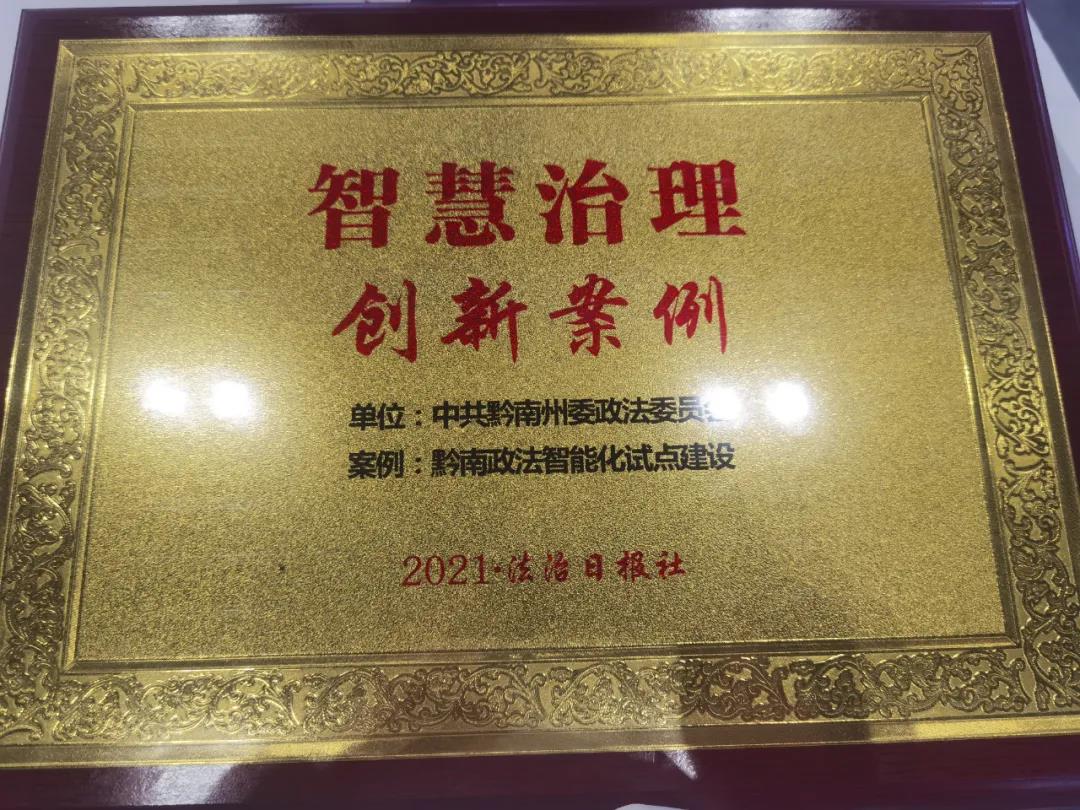 智慧治理
创新案例
单位：中共黔南州委政法委员会
案例：黔南政法智能化试点建设
2021·法治日报社